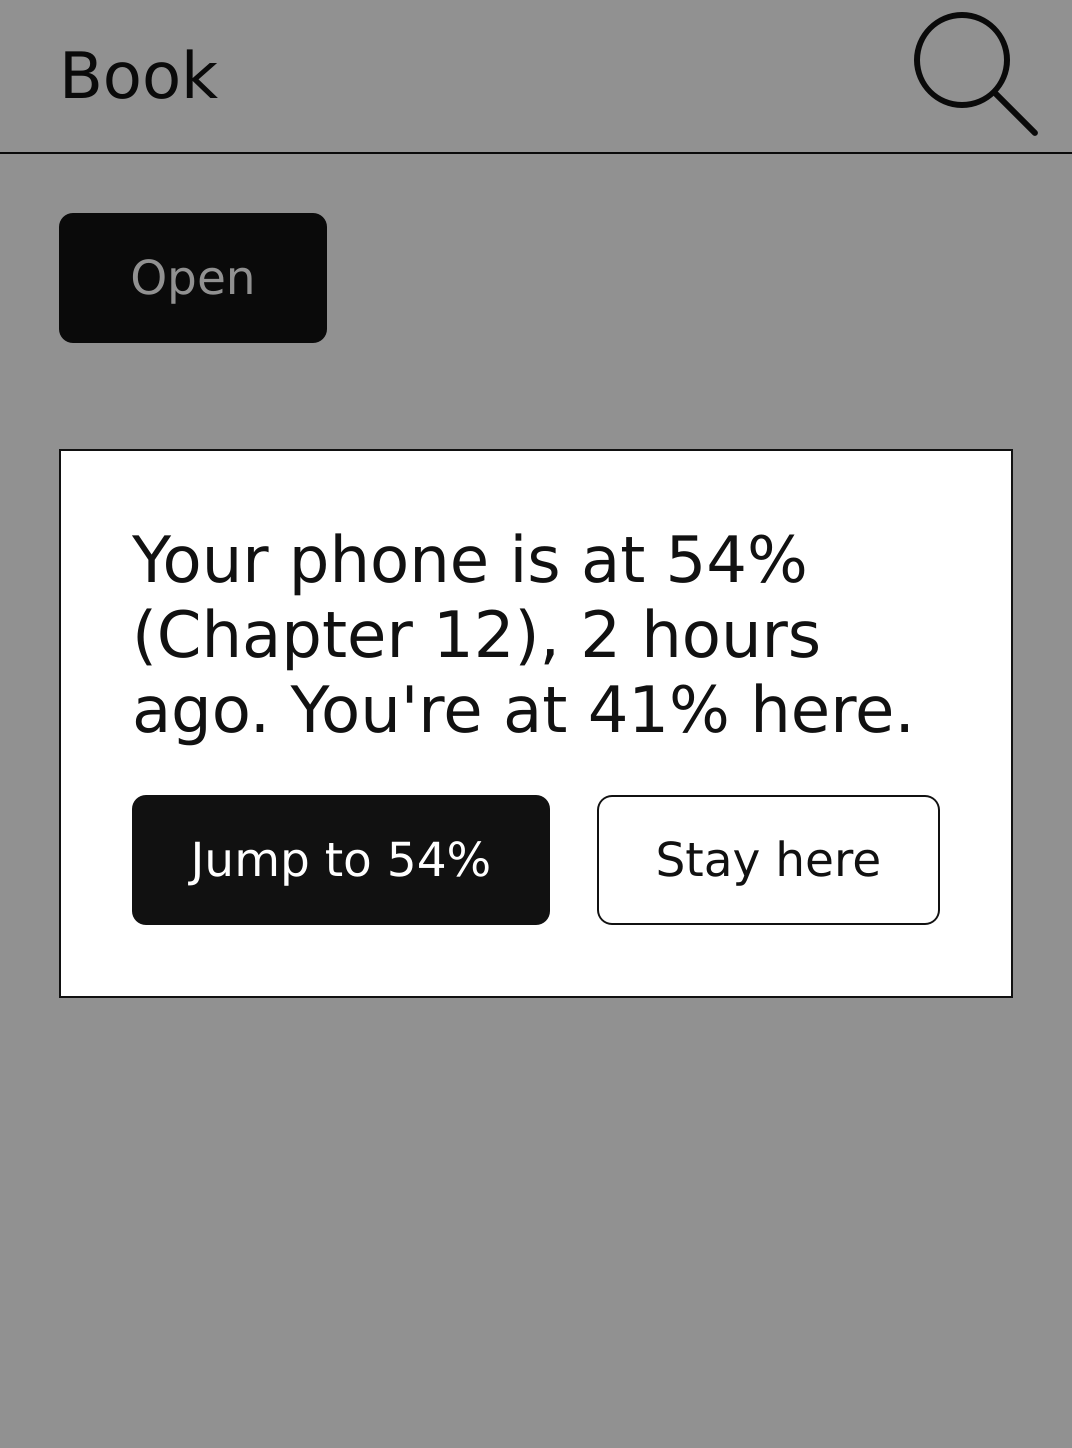 Book
Open
Your phone is at 54%
(Chapter 12), 2 hours
ago. You're at 41% here.
Jump to 54%
Stay here